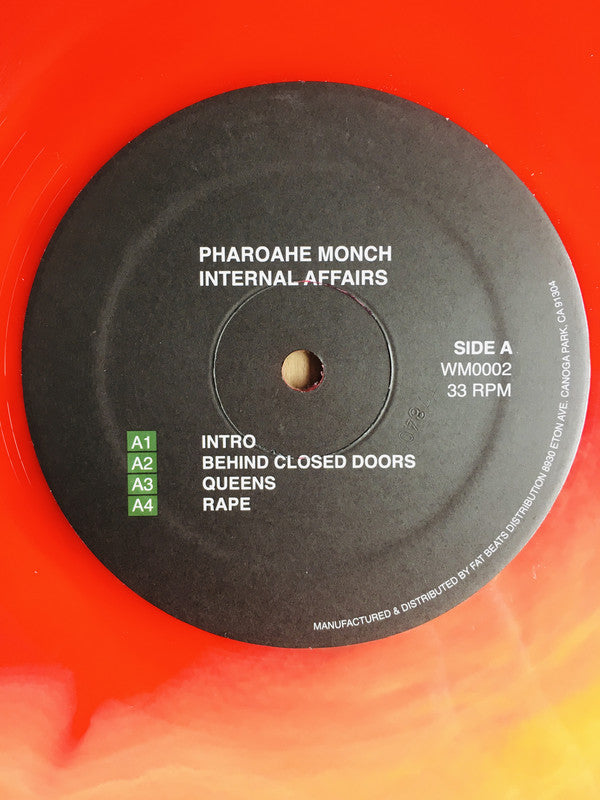 PHAROAHE MONCH
INTERNAL AFFAIRS
SIDE A
WM0002
33 RPM
A1 INTRO
A2 BEHIND CLOSED DOORS
A3 QUEENS
A4 RAPE
MANUFACTURED & DISTRIBUTED BY FAT BEATS DISTRIBUTION 8930 ETON AVE. CANOGA PARK, CA 91304